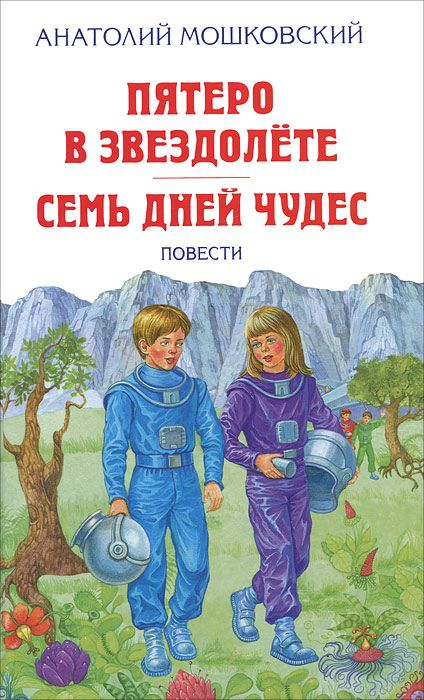 АНАТОЛИЙ МОШКОВСКИЙ
ПЯТЕРО
В ЗВЕЗДОЛЁТЕ
СЕМЬ ДНЕЙ ЧУДЕС
ПОВЕСТИ